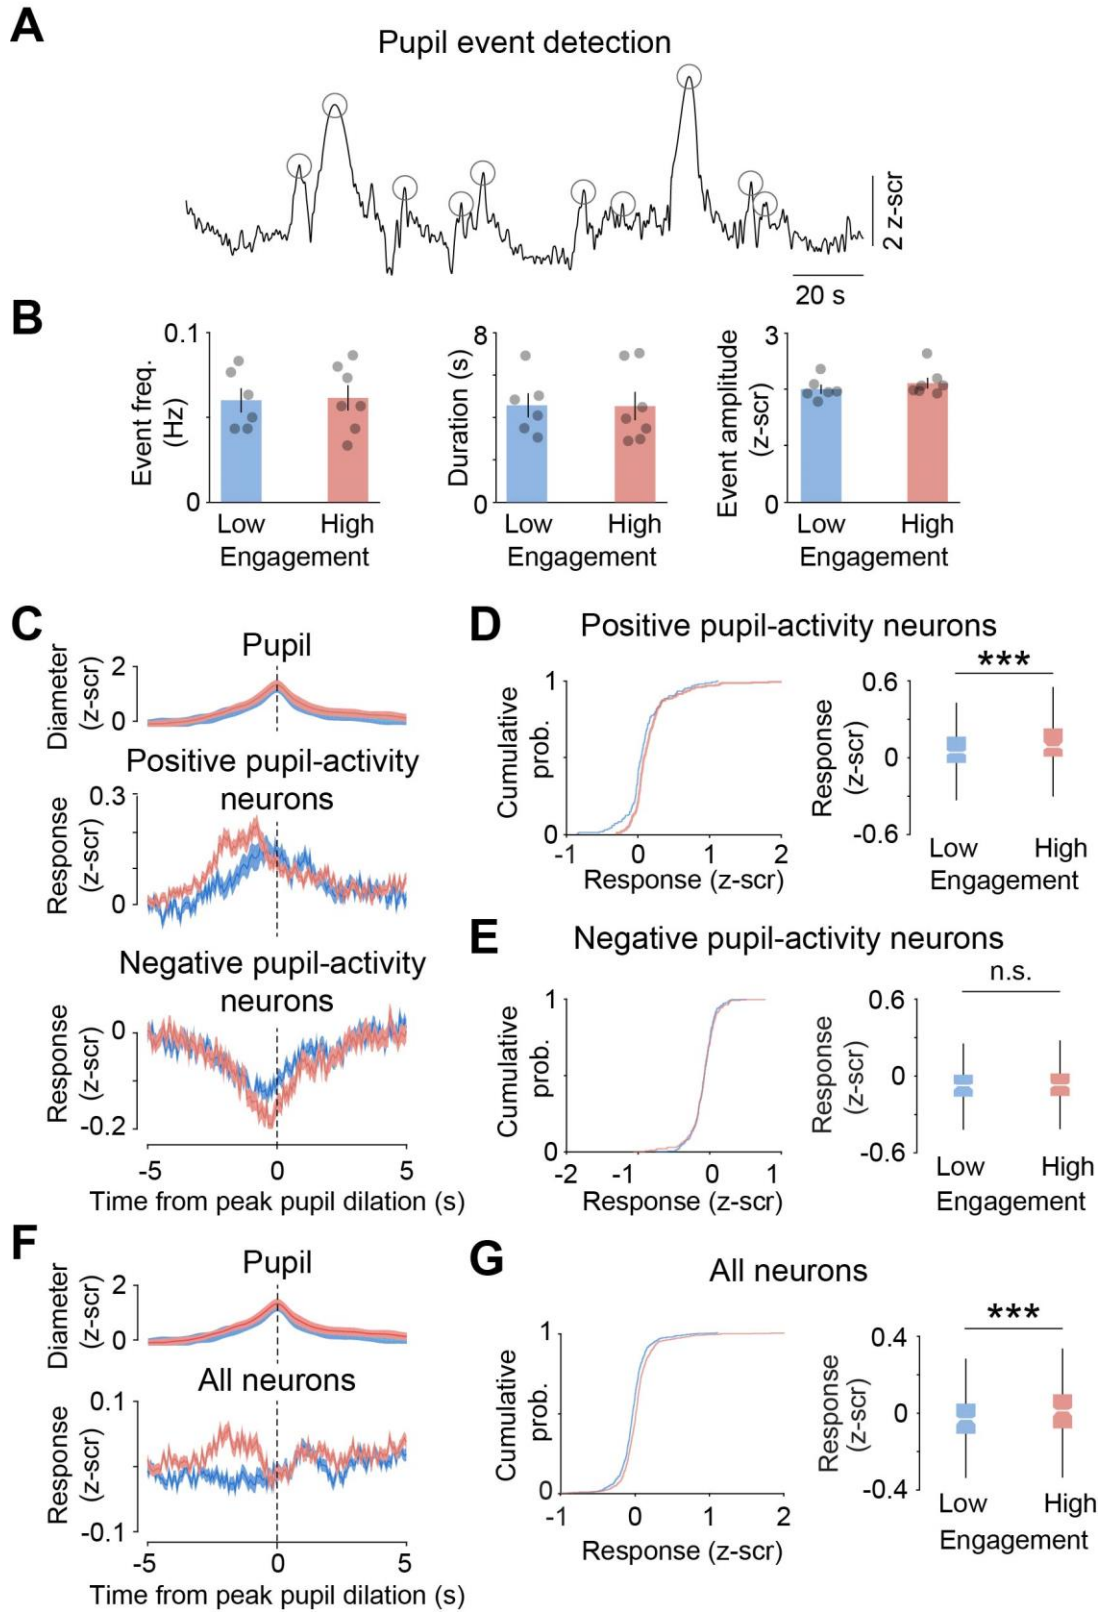 A
Pupil event detection
2 z-scr
20 s
B
Event freq.
(Hz)
0.1
0
Low
High
Engagement
Duration (s)
8
0
Low
High
Engagement
Event amplitude
(z-scr)
3
0
Low
High
Engagement
C
Pupil
Diameter
(z-scr)
2
0
Positive pupil-activity
neurons
Response
(z-scr)
0.3
0
Negative pupil-activity
neurons
Response
(z-scr)
0
-0.2
-5
0
5
Time from peak pupil dilation (s)
D
Positive pupil-activity neurons
Cumulative
prob.
1
0
-1
0
1
2
Response (z-scr)
***
Response
(z-scr)
0.6
0
-0.6
Low
High
Engagement
E
Negative pupil-activity neurons
Cumulative
prob.
1
0
-2
-1
0
1
Response (z-scr)
n.s.
Response
(z-scr)
0.6
0
-0.6
Low
High
Engagement
F
Pupil
Diameter
(z-scr)
2
0
All neurons
Response
(z-scr)
0.1
-0.1
-5
0
5
Time from peak pupil dilation (s)
G
All neurons
Cumulative
prob.
1
0
-1
0
1
2
Response (z-scr)
***
Response
(z-scr)
0.4
0
-0.4
Low
High
Engagement